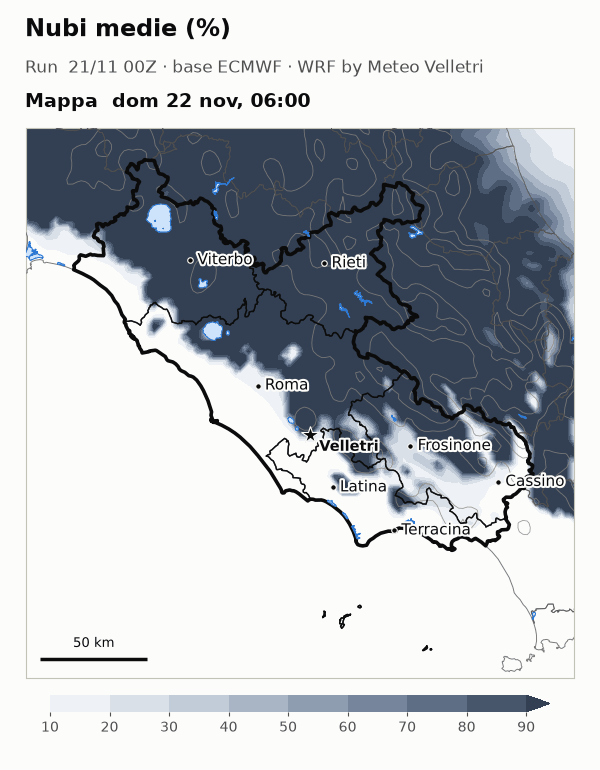 Nubi medie (%)
Run  21/11 00Z · base ECMWF · WRF by Meteo Velletri
Mappa  dom 22 nov, 06:00
Viterbo
Rieti
Roma
Velletri
Frosinone
Cassino
Latina
Terracina
50 km
10 20 30 40 50 60 70 80 90